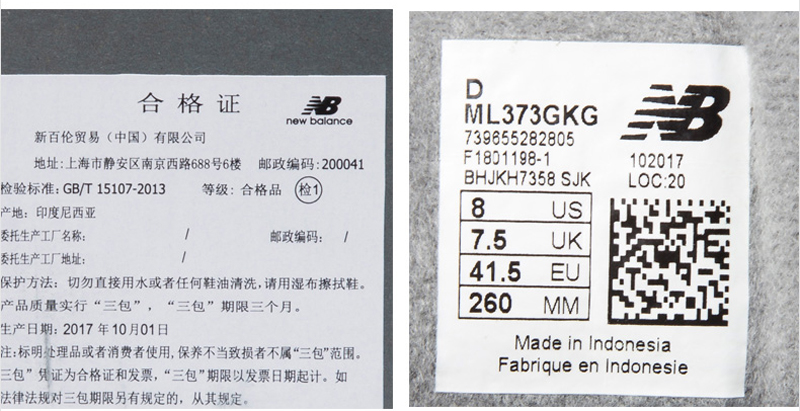 合格证
new balance
新百伦贸易（中国）有限公司
地址:上海市静安区南京西路688号6楼 邮政编码:200041
检验标准:GB/T 15107-2013 等级:合格品 检1
产地: 印度尼西亚
委托生产工厂名称: / 邮政编码: /
委托生产工厂地址: /
保护方法: 切勿直接用水或者任何鞋油清洗,请用湿布擦拭鞋。
产品质量实行“三包”,“三包”期限三个月。
生产日期:2017年10月01日
注:标明处理品或者消费者使用,保养不当致损者不属“三包”范围。
三包”凭证为合格证和发票,“三包”期限以发票日期起计。如
法律法规对三包期限另有规定的,从其规定。
D
ML373GKG
739655282805
F1801198-1
BHJKH7358 SJK
NB
102017
LOC:20
8 US
7.5 UK
41.5 EU
260 MM
Made in Indonesia
Fabrique en Indonesie